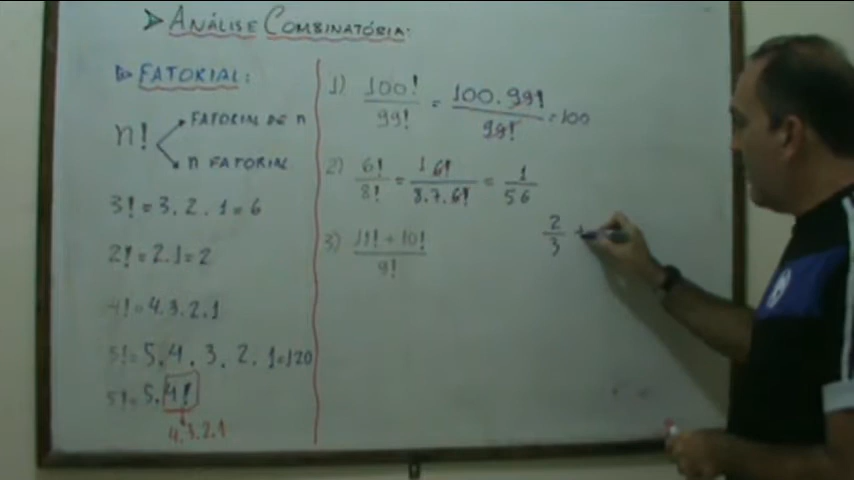 ➤ ANÁLISE COMBINATÓRIA:
▷ FATORIAL:
n!
FATORIAL DE n
n FATORIAL
3! = 3.2.1 = 6
2! = 2.1 = 2
4! = 4.3.2.1
5! = 5.4.3.2.1=120
5! = 5.4!
4.3.2.1
1) 100!/99! = 100.99!/99! = 100
2) 6!/8! = 1 6!/8.7.6! = 1/56
3) 11! + 10!/9!
2/3 +